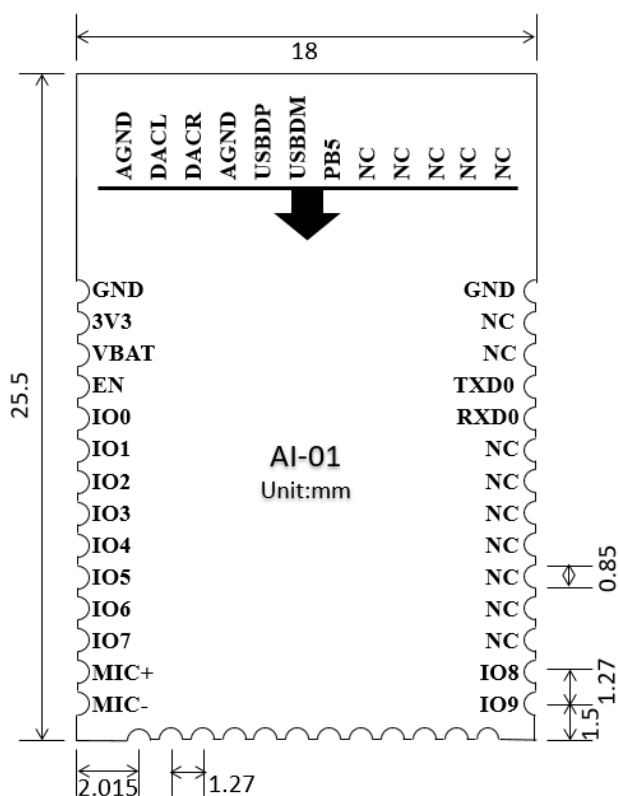 18
AGND DACL DACR AGND USBDP USBDM PB5 NC NC NC NC NC
25.5
GND GND
3V3 NC
VBAT NC
EN TXD0
IO0 RXD0
IO1 NC
AI-01
IO2 NC
Unit:mm
IO3 NC
IO4 NC
IO5 NC
0.85
IO6 NC
IO7 NC
MIC+ IO8
1.27
MIC- IO9
1.5
2.015
1.27